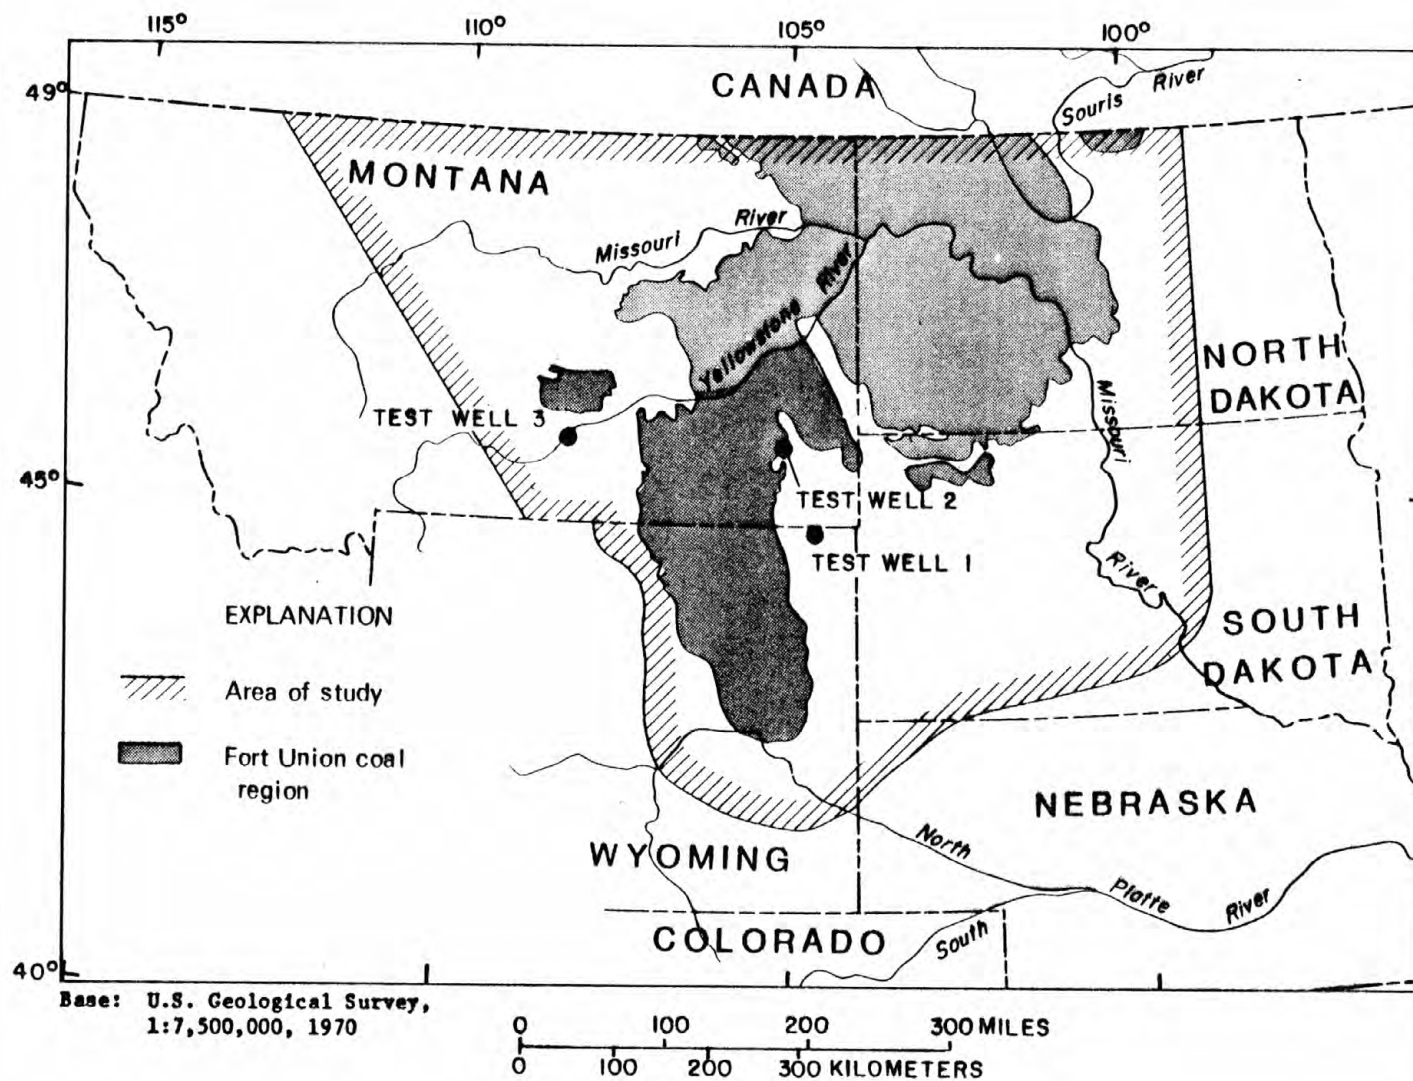 115° 110° 105° 100°
49°
CANADA
Souris River
MONTANA
Missouri River
Yellowstone River
NORTH
DAKOTA
Missouri
TEST WELL 3
45°
TEST WELL 2
TEST WELL 1
River
EXPLANATION
SOUTH
DAKOTA
Area of study
Fort Union coal
region
NEBRASKA
WYOMING
North
Platte River
COLORADO
South
40°
Base: U.S. Geological Survey,
1:7,500,000, 1970
0 100 200 300 MILES
0 100 200 300 KILOMETERS